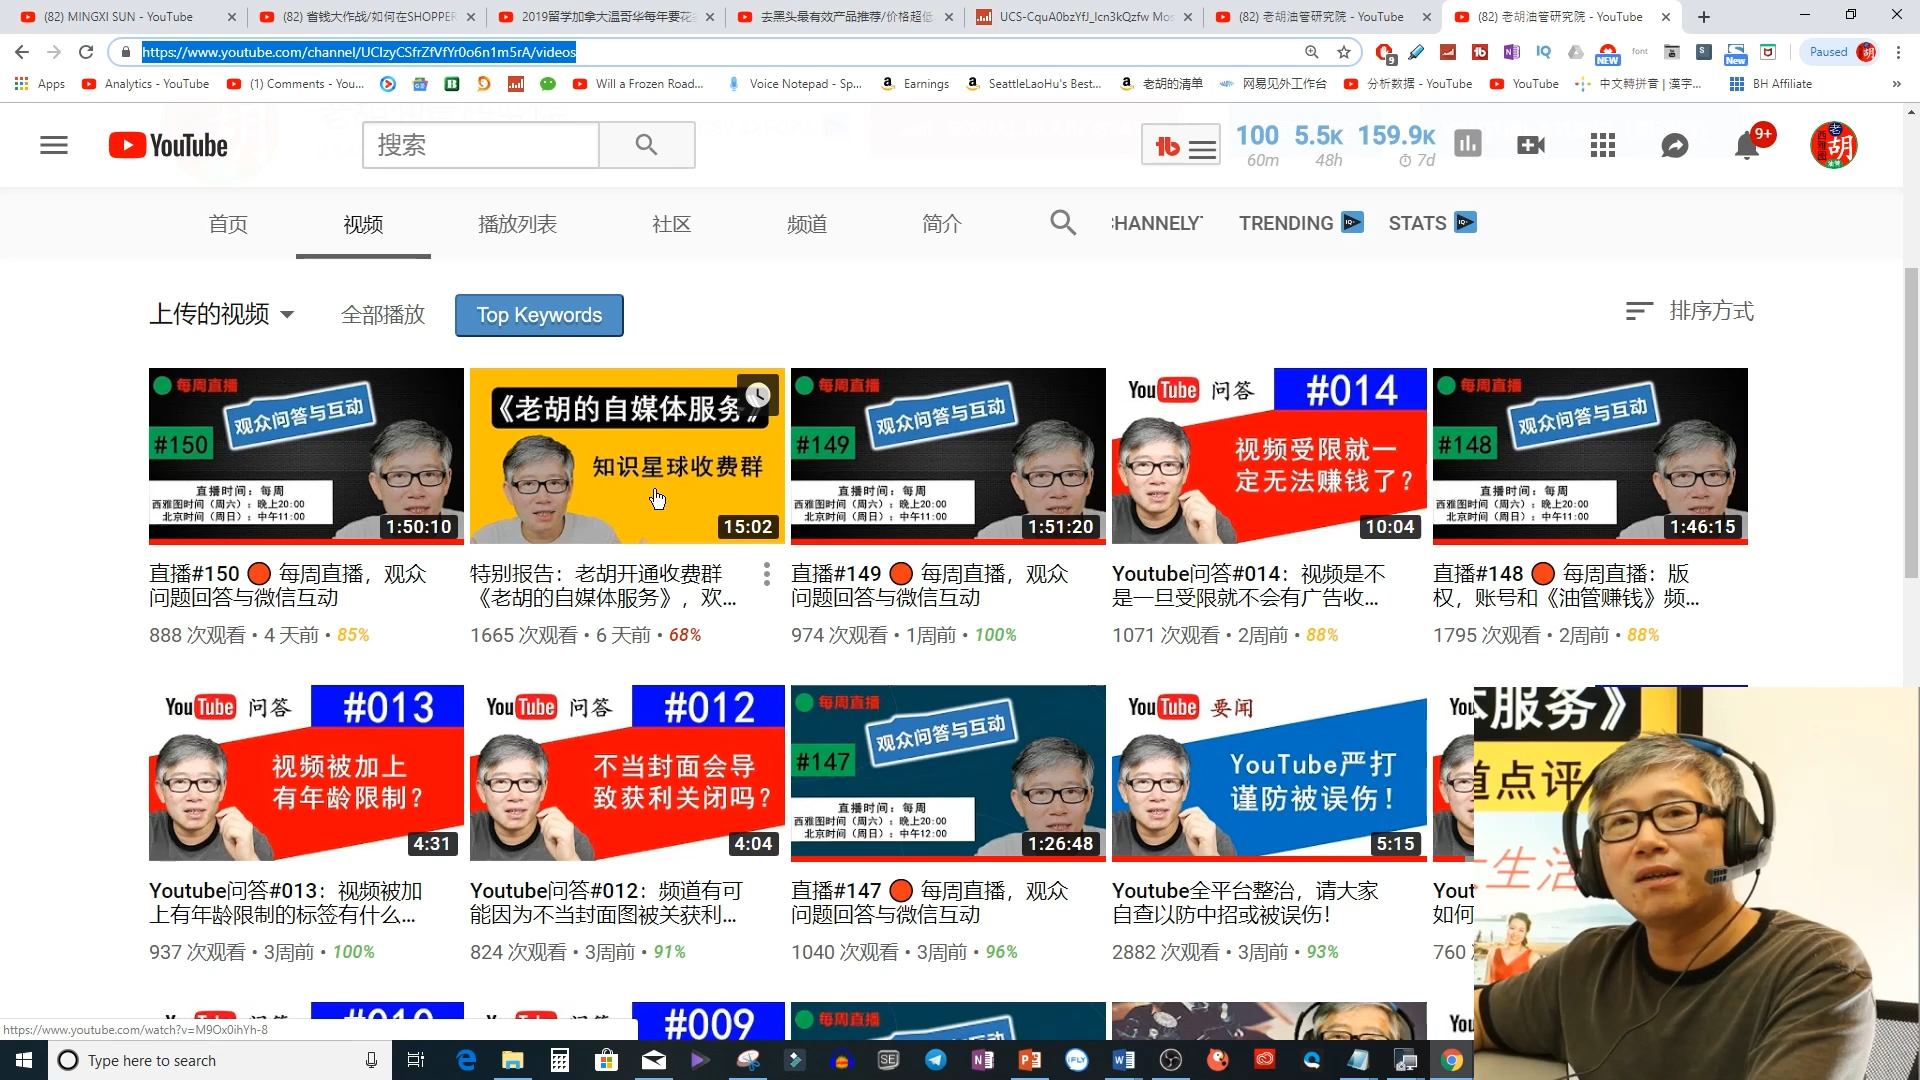 (82) MINGXI SUN - YouTube
(82) 省钱大作战/如何在SHOPPER
2019留学加拿大温哥华每年要花
去黑头最有效产品推荐/价格超低
UCS-CquA0bzYfJ_Icn3kQzfw Mos
(82) 老胡油管研究院 - YouTube
(82) 老胡油管研究院 - YouTube
https://www.youtube.com/channel/UCIzyCSfrZfVfYr0o6n1m5rA/videos
9
font
NEW
New
Paused
Apps
Analytics - YouTube
(1) Comments - You...
Will a Frozen Road...
Voice Notepad - Sp...
Earnings
SeattleLaoHu's Best...
老胡的清单
网易见外工作台
分析数据 - YouTube
YouTube
中文轉拼音 | 漢字...
BH Affiliate
YouTube
搜索
100 5.5K 159.9K
60m 48h 7d
9+
首页 视频 播放列表 社区 频道 简介
TRENDING
STATS
上传的视频
全部播放
Top Keywords
排序方式
每周直播
观众问答与互动
#150
直播时间：每周
西雅图时间（周六）：晚上20:00
北京时间（周日）：中午11:00
1:50:10
《老胡的自媒体服务》
知识星球收费群
15:02
每周直播
观众问答与互动
#149
直播时间：每周
西雅图时间（周六）：晚上20:00
北京时间（周日）：中午11:00
1:51:20
YouTube 问答
#014
视频受限就一
定无法赚钱了？
10:04
每周直播
观众问答与互动
#148
直播时间：每周
西雅图时间（周六）：晚上20:00
北京时间（周日）：中午11:00
1:46:15
直播#150 🔴 每周直播，观众
问题回答与微信互动
888 次观看 • 4 天前 • 85%
特别报告：老胡开通收费群
《老胡的自媒体服务》，欢...
1665 次观看 • 6 天前 • 68%
直播#149 🔴 每周直播，观众
问题回答与微信互动
974 次观看 • 1周前 • 100%
Youtube问答#014：视频是不
是一旦受限就不会有广告收...
1071 次观看 • 2周前 • 88%
直播#148 🔴 每周直播：版
权，账号和《油管赚钱》频...
1795 次观看 • 2周前 • 88%
YouTube 问答
#013
视频被加上
有年龄限制？
4:31
YouTube 问答
#012
不当封面会导
致获利关闭吗？
4:04
每周直播
观众问答与互动
#147
直播时间：每周
西雅图时间（周六）：晚上20:00
北京时间（周日）：中午12:00
1:26:48
YouTube 要闻
YouTube严打
谨防被误伤！
5:15
Youtube问答#013：视频被加
上有年龄限制的标签有什么...
937 次观看 • 3周前 • 100%
Youtube问答#012：频道有可
能因为不当封面图被关获利...
824 次观看 • 3周前 • 91%
直播#147 🔴 每周直播，观众
问题回答与微信互动
1040 次观看 • 3周前 • 96%
Youtube全平台整治，请大家
自查以防中招或被误伤！
2882 次观看 • 3周前 • 93%
Yout
如何
760
服务》
道点评
生活
#009
每周直播
https://www.youtube.com/watch?v=M9Ox0ihYh-8
Type here to search